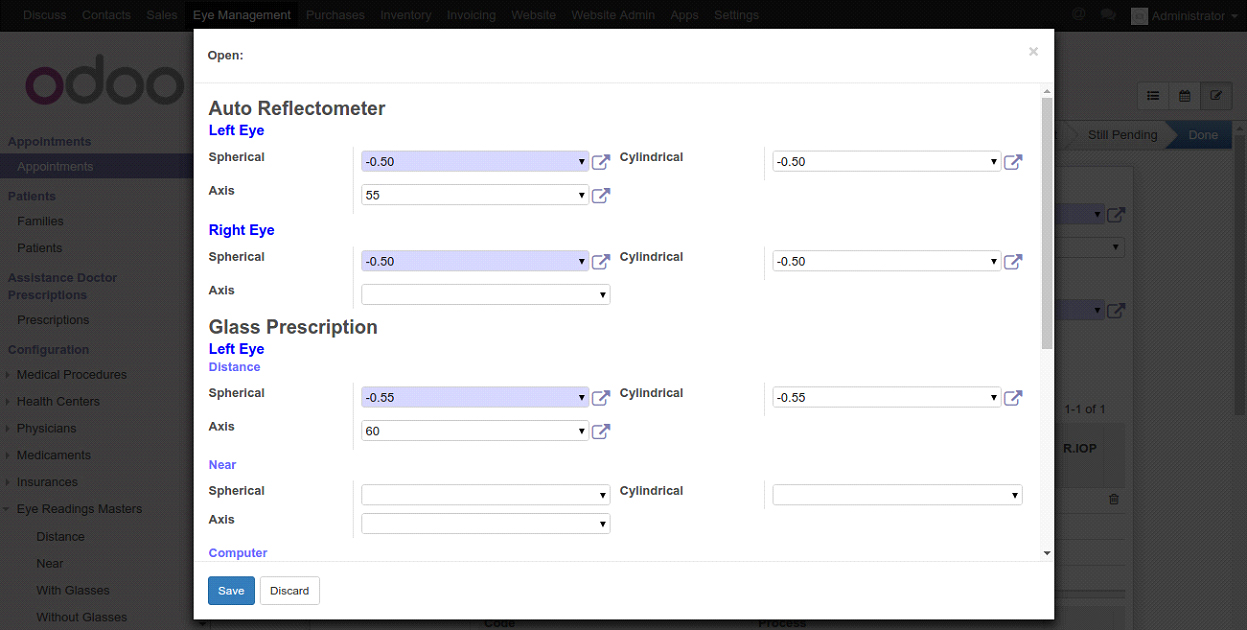 Discuss Contacts Sales Eye Management Purchases Inventory Invoicing Website Website Admin Apps Settings @ Administrator
Open: ×
odoo
Appointments
Appointments
Patients
Families
Patients
Assistance Doctor
Prescriptions
Prescriptions
Configuration
Medical Procedures
Health Centers
Physicians
Medicaments
Insurances
Eye Readings Masters
Distance
Near
With Glasses
Without Glasses
Auto Reflectometer
Left Eye
Spherical -0.50 Cylindrical -0.50
Axis 55
Right Eye
Spherical -0.50 Cylindrical -0.50
Axis
Glass Prescription
Left Eye
Distance
Spherical -0.55 Cylindrical -0.55
Axis 60
Near
Spherical Cylindrical
Axis
Computer
Save Discard
Still Pending Done
1-1 of 1
R.IOP
Code Process